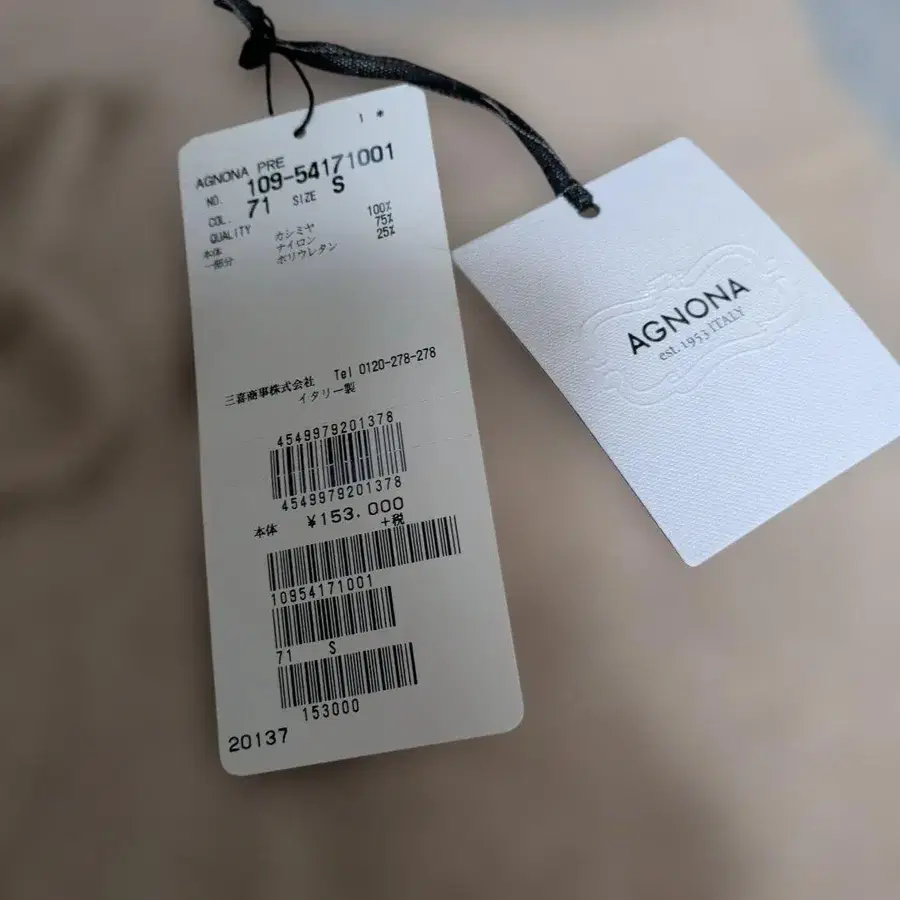 I *
AGNONA PRE
NO. 109-54171001
COL. 71 SIZE S
QUALITY
本体 カシミヤ 100%
一部分 ナイロン 75%
ポリウレタン 25%
三喜商事株式会社 Tel 0120-278-278
イタリー製
4549979201378
4549979201378
本体 ¥153.000
+税
10954171001
71 S
153000
20137
AGNONA
est. 1953 ITALY